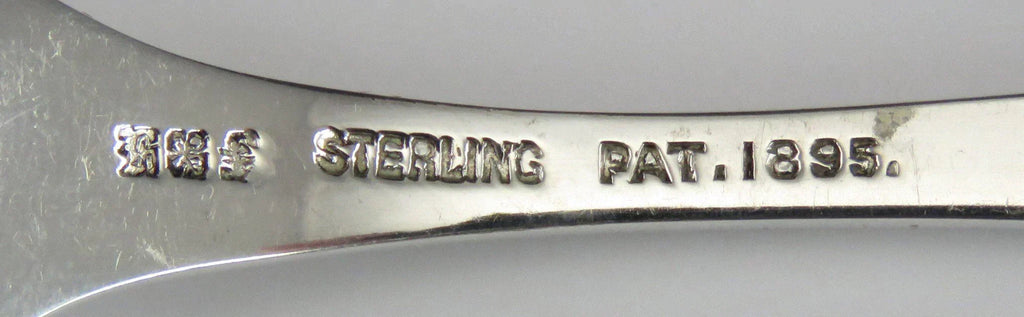 STERLING PAT. 1895.